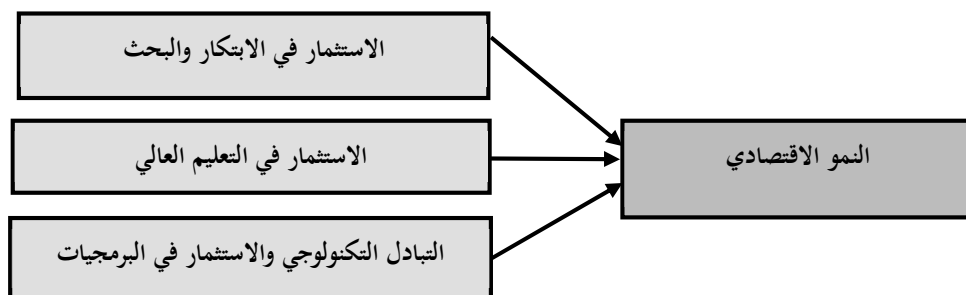 الاستثمار في الابتكار والبحث
الاستثمار في التعليم العالي
النمو الاقتصادي
التبادل التكنولوجي والاستثمار في البرمجيات